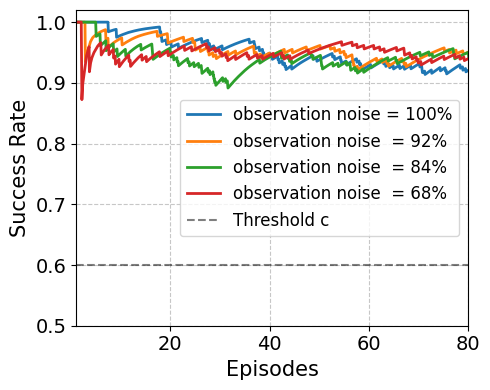 1.0
0.9
0.8
0.7
0.6
0.5
Success Rate
observation noise = 100%
observation noise  = 92%
observation noise  = 84%
observation noise  = 68%
Threshold c
20 40 60 80
Episodes